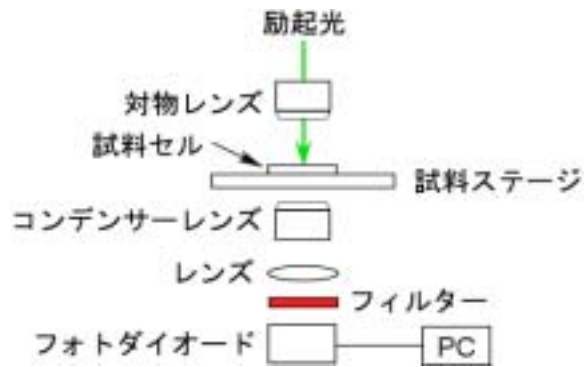 励起光
対物レンズ
試料セル
試料ステージ
コンデンサーレンズ
レンズ
フィルター
フォトダイオード
PC